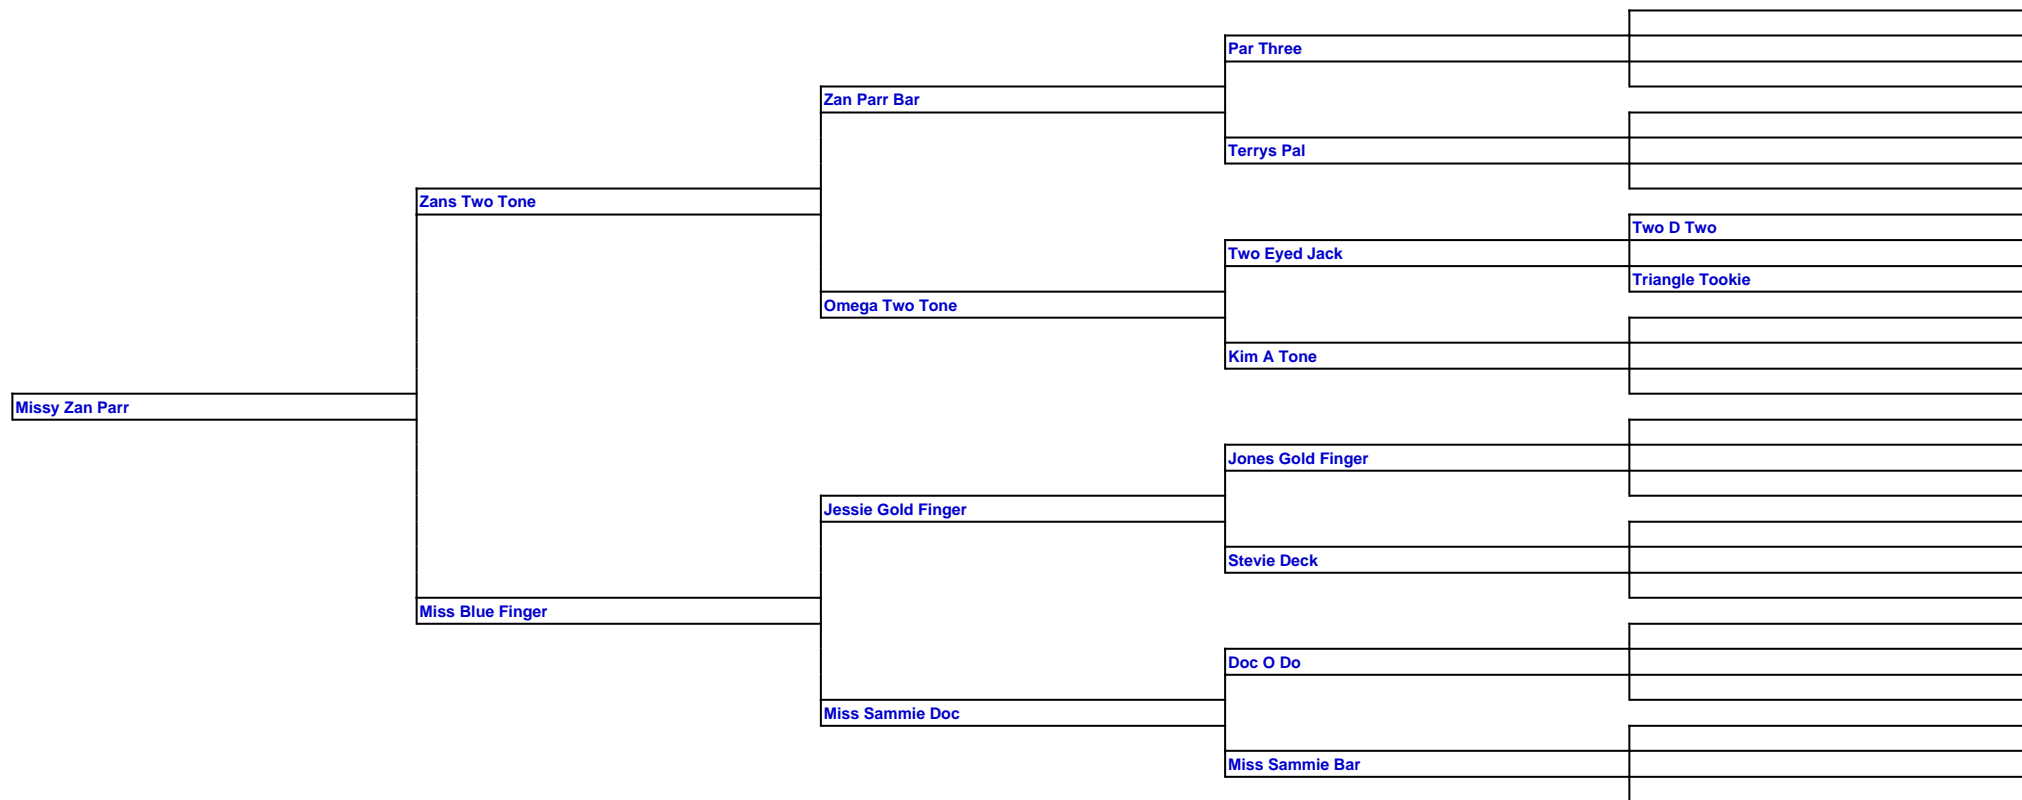 Par Three
Zan Parr Bar
Terrys Pal
Zans Two Tone
Two D Two
Two Eyed Jack
Triangle Tookie
Omega Two Tone
Kim A Tone
Missy Zan Parr
Jones Gold Finger
Jessie Gold Finger
Stevie Deck
Miss Blue Finger
Doc O Do
Miss Sammie Doc
Miss Sammie Bar